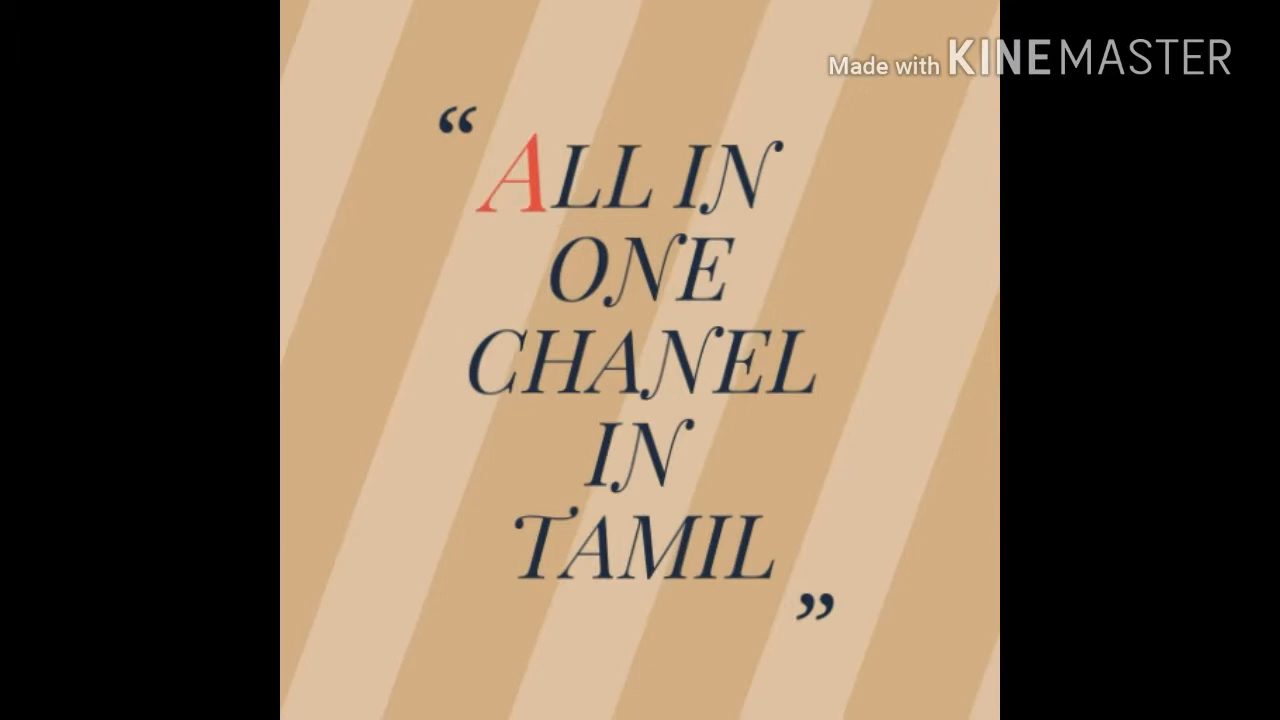 Made with KINEMASTER
“ALL IN
ONE
CHANEL
IN
TAMIL”